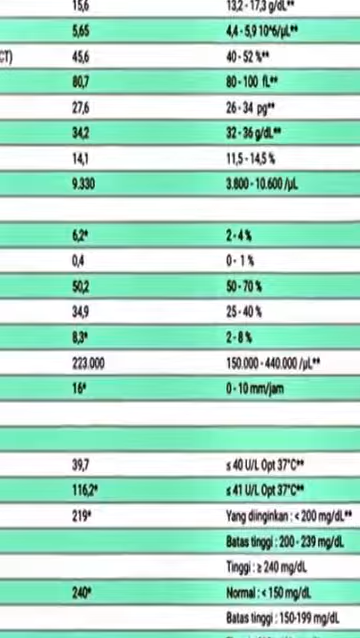 15,6 13,2 - 17,3 g/dL**
5,65 4,4 - 5,9 10^6/µL**
CT) 45,6 40 - 52 %**
80,7 80 - 100 fL**
27,6 26 - 34 pg**
34,2 32 - 36 g/dL**
14,1 11,5 - 14,5 %
9.330 3.800 - 10.600 /µL
6,2* 2 - 4 %
0,4 0 - 1 %
50,2 50 - 70 %
34,9 25 - 40 %
8,3* 2 - 8 %
223.000 150.000 - 440.000 /µL**
16* 0 - 10 mm/jam
39,7 ≤ 40 U/L Opt 37°C**
116,2* ≤ 41 U/L Opt 37°C**
219* Yang diinginkan : < 200 mg/dL**
Batas tinggi : 200 - 239 mg/dL
Tinggi : ≥ 240 mg/dL
240* Normal : < 150 mg/dL
Batas tinggi : 150-199 mg/dL